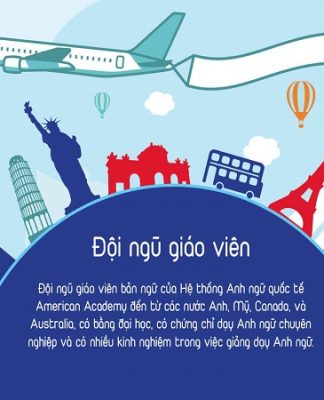 Đội ngũ giáo viên
Đội ngũ giáo viên bản ngữ của Hệ thống Anh ngữ quốc tế
American Academy đến từ các nước Anh, Mỹ, Canada, và
Australia, có bằng đại học, có chứng chỉ dạy Anh ngữ chuyên
nghiệp và có nhiều kinh nghiệm trong việc giảng dạy Anh ngữ.